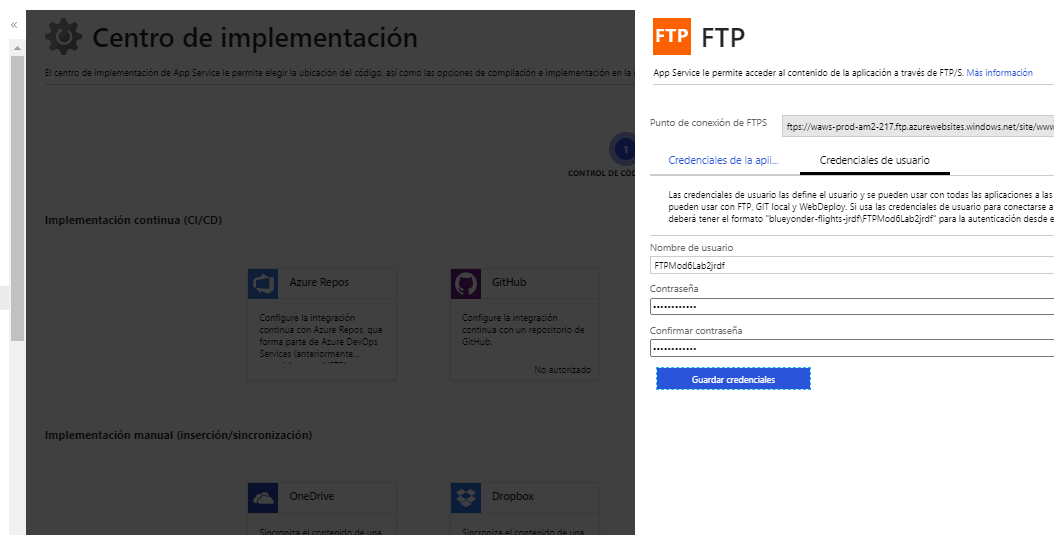 «
Centro de implementación
El centro de implementación de App Service le permite elegir la ubicación del código, así como las opciones de compilación e implementación en la
1
CONTROL DE CÓD
Implementación continua (CI/CD)
Azure Repos
Configure la integración
continua con Azure Repos, que
forma parte de Azure DevOps
Services (anteriormente...
GitHub
Configure la integración
continua con un repositorio de
GitHub.
No autorizado
Implementación manual (inserción/sincronización)
OneDrive
Sincroniza el contenido de una
Dropbox
Sincroniza el contenido de una
FTP FTP
App Service le permite acceder al contenido de la aplicación a través de FTP/S. Más información
Punto de conexión de FTPS
ftps://waws-prod-am2-217.ftp.azurewebsites.windows.net/site/www
Credenciales de la apli...
Credenciales de usuario
Las credenciales de usuario las define el usuario y se pueden usar con todas las aplicaciones a las
pueden usar con FTP, GIT local y WebDeploy. Si usa las credenciales de usuario para conectarse a
deberá tener el formato "blueyonder-flights-jrdf\FTPMod6Lab2jrdf" para la autenticación desde e
Nombre de usuario
FTPMod6Lab2jrdf
Contraseña
••••••••••••
Confirmar contraseña
••••••••••••
Guardar credenciales